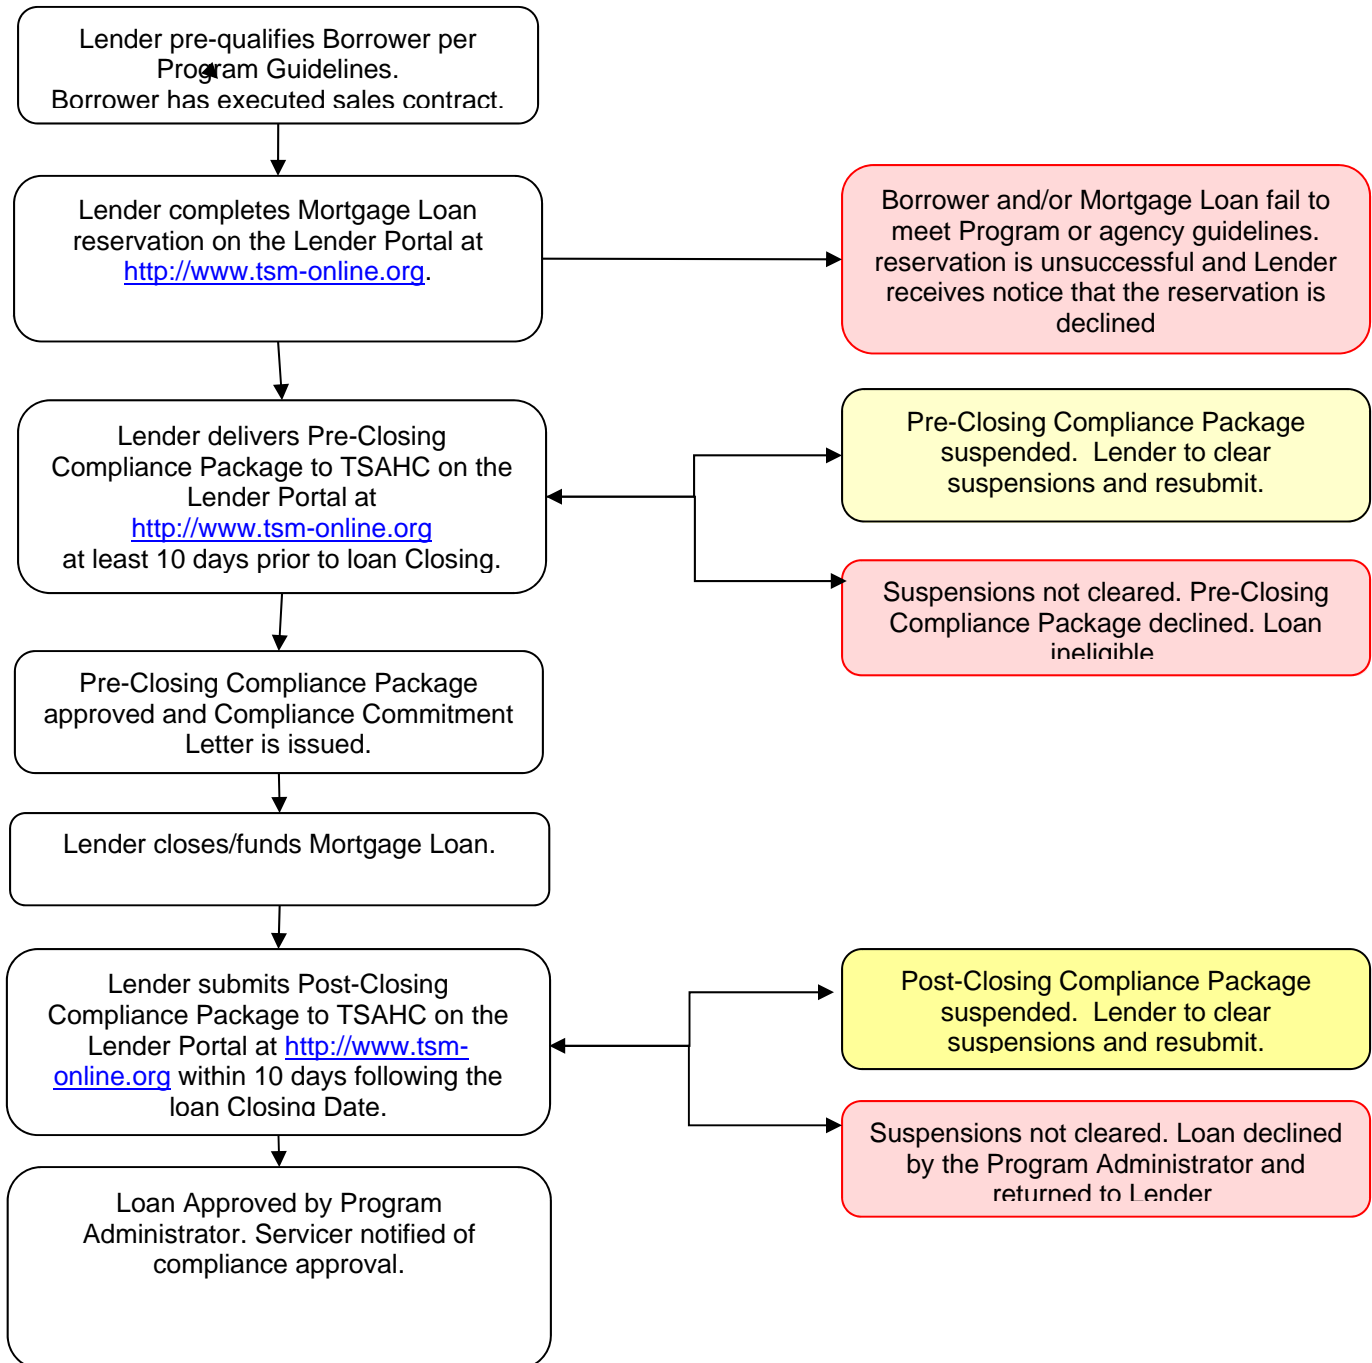 Lender pre-qualifies Borrower per
Program Guidelines.
Borrower has executed sales contract.
Lender completes Mortgage Loan
reservation on the Lender Portal at
http://www.tsm-online.org.
Borrower and/or Mortgage Loan fail to
meet Program or agency guidelines.
reservation is unsuccessful and Lender
receives notice that the reservation is
declined
Lender delivers Pre-Closing
Compliance Package to TSAHC on the
Lender Portal at
http://www.tsm-online.org
at least 10 days prior to loan Closing.
Pre-Closing Compliance Package
suspended.  Lender to clear
suspensions and resubmit.
Suspensions not cleared. Pre-Closing
Compliance Package declined. Loan
ineligible
Pre-Closing Compliance Package
approved and Compliance Commitment
Letter is issued.
Lender closes/funds Mortgage Loan.
Lender submits Post-Closing
Compliance Package to TSAHC on the
Lender Portal at http://www.tsm-
online.org within 10 days following the
loan Closing Date.
Post-Closing Compliance Package
suspended.  Lender to clear
suspensions and resubmit.
Suspensions not cleared. Loan declined
by the Program Administrator and
returned to Lender
Loan Approved by Program
Administrator. Servicer notified of
compliance approval.